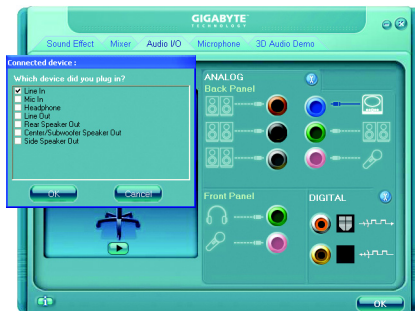 GIGABYTE
TECHNOLOGY
Sound Effect
Mixer
Audio I/O
Microphone
3D Audio Demo
Connected device :
Which device did you plug in?
Line In
Mic In
Headphone
Line Out
Rear Speaker Out
Center/Subwoofer Speaker Out
Side Speaker Out
OK
Cancel
ANALOG
Back Panel
Front Panel
DIGITAL
OK